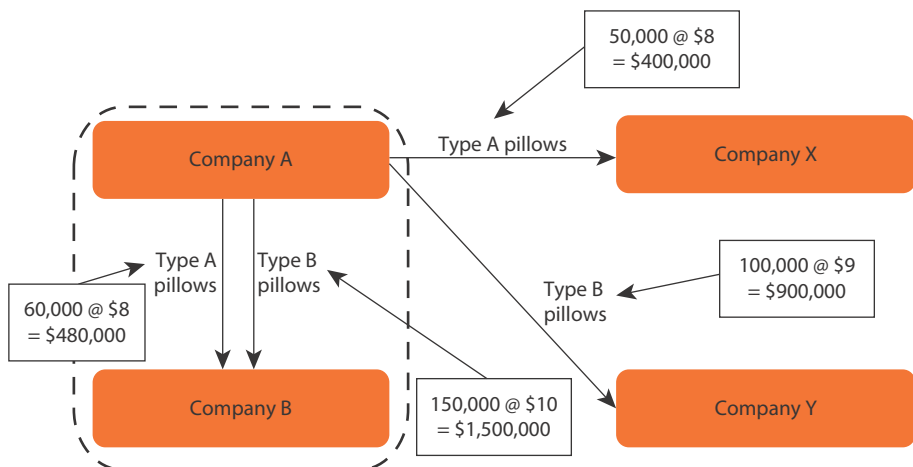 50,000 @ $8
= $400,000
Company A
Type A pillows
Company X
Type A
pillows
Type B
pillows
60,000 @ $8
= $480,000
Type B
pillows
100,000 @ $9
= $900,000
Company B
150,000 @ $10
= $1,500,000
Company Y